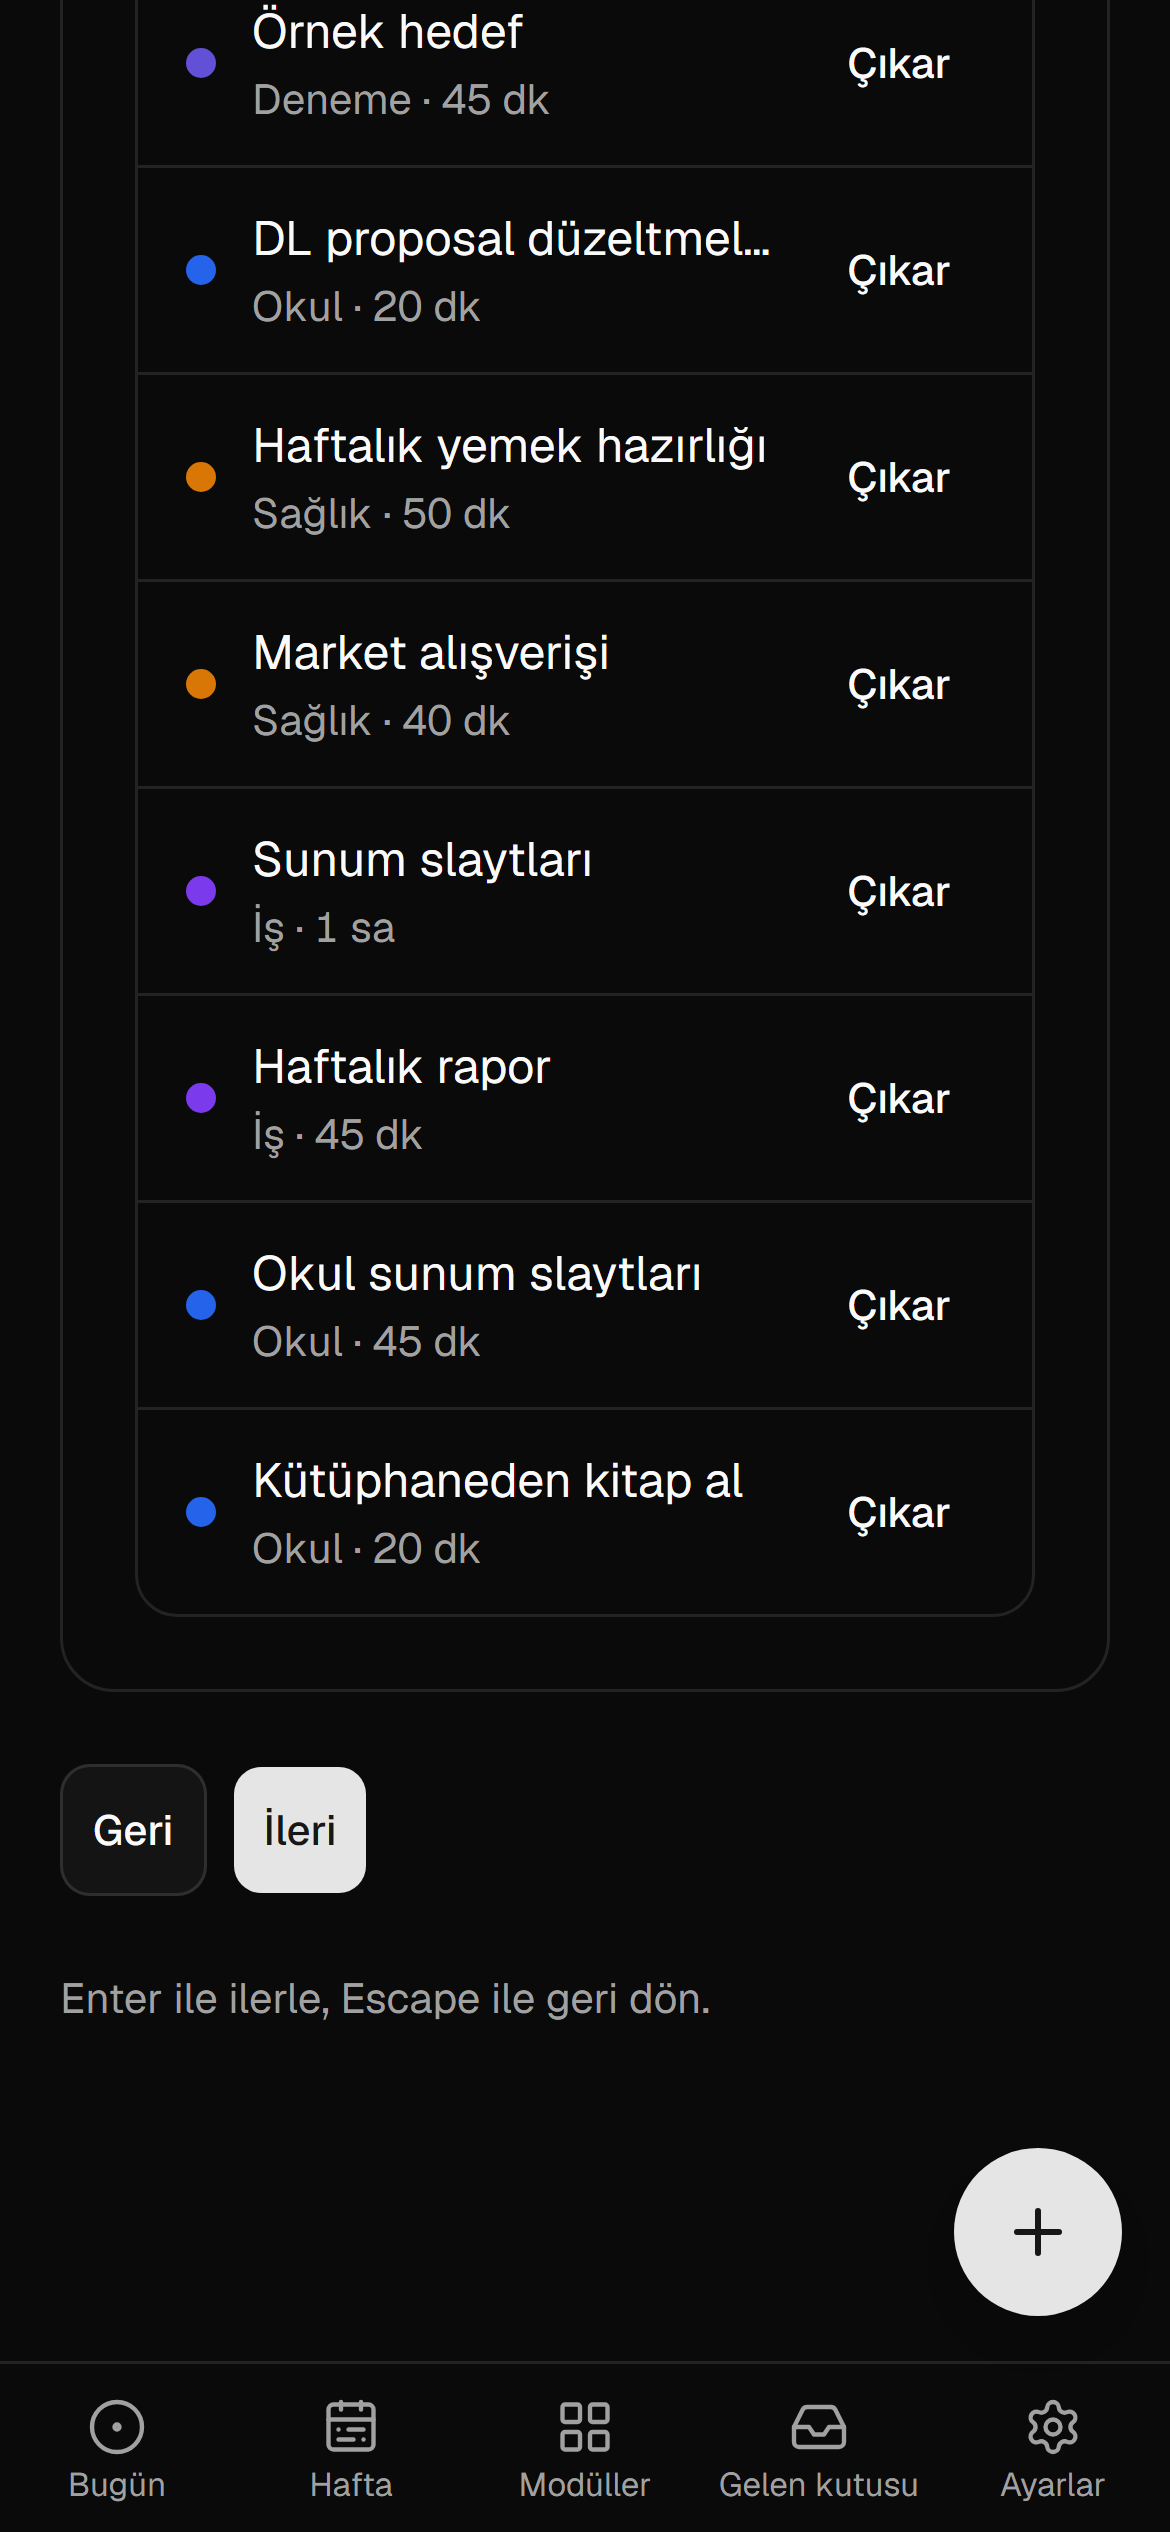 Örnek hedef
Deneme · 45 dk
Çıkar
DL proposal düzeltmel...
Okul · 20 dk
Çıkar
Haftalık yemek hazırlığı
Sağlık · 50 dk
Çıkar
Market alışverişi
Sağlık · 40 dk
Çıkar
Sunum slaytları
İş · 1 sa
Çıkar
Haftalık rapor
İş · 45 dk
Çıkar
Okul sunum slaytları
Okul · 45 dk
Çıkar
Kütüphaneden kitap al
Okul · 20 dk
Çıkar
Geri
İleri
Enter ile ilerle, Escape ile geri dön.
Bugün
Hafta
Modüller
Gelen kutusu
Ayarlar